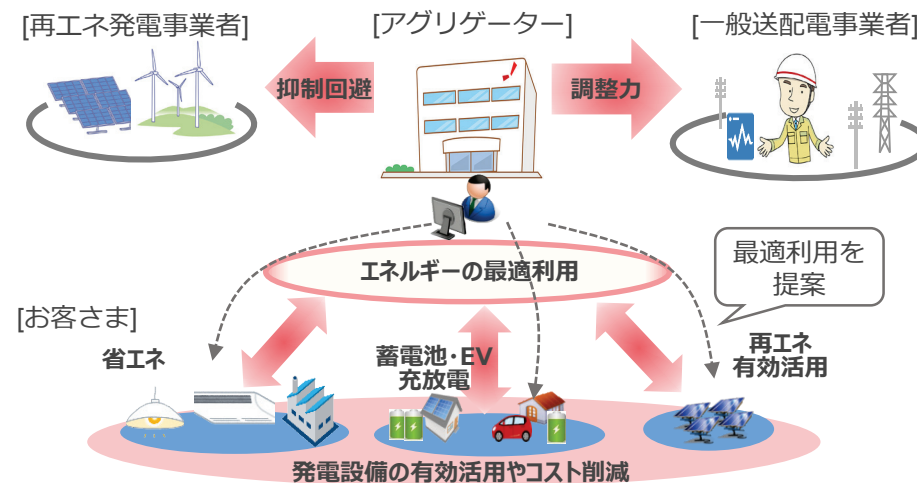 [再エネ発電事業者]
[アグリゲーター]
[一般送配電事業者]
抑制回避
調整力
エネルギーの最適利用
最適利用を
提案
[お客さま]
省エネ
蓄電池・EV
充放電
再エネ
有効活用
発電設備の有効活用やコスト削減